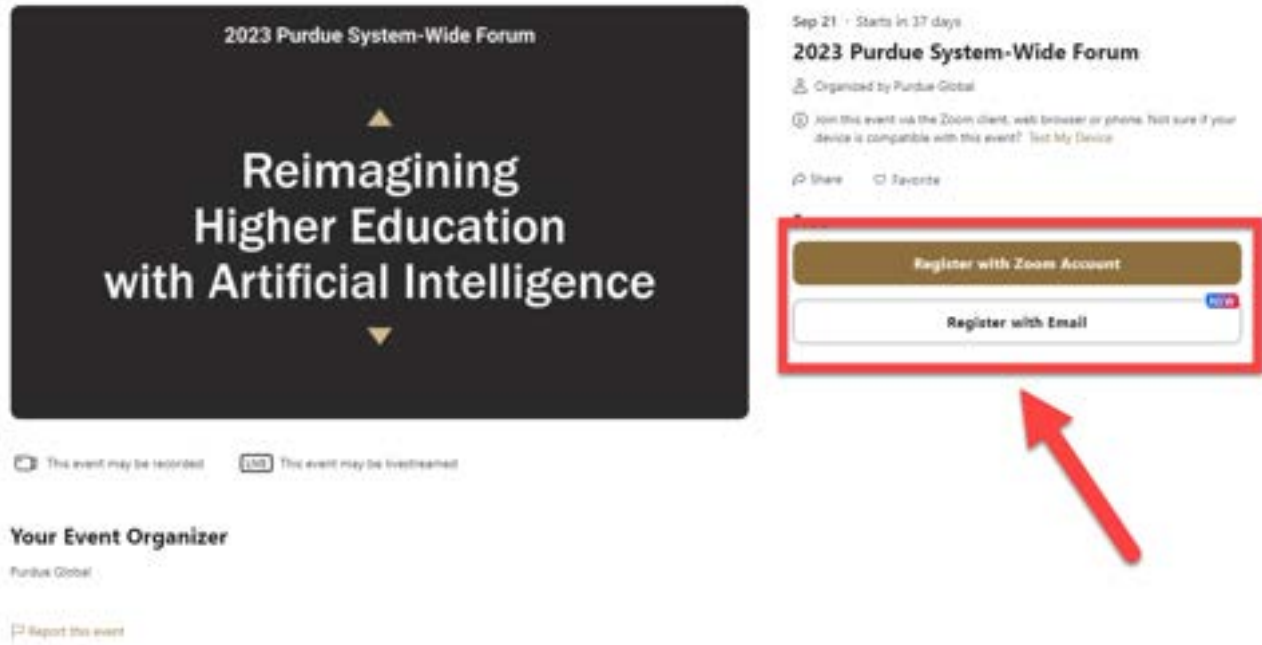 2023 Purdue System-Wide Forum
Reimagining
Higher Education
with Artificial Intelligence
This event may be recorded
LIVE
This event may be livestreamed
Your Event Organizer
Purdue Global
Report this event
Sep 21 · Starts in 37 days
2023 Purdue System-Wide Forum
Organized by Purdue Global
Join this event via the Zoom client, web browser or phone. Not sure if your
device is compatible with this event? Test My Device
Share
Favorite
Register with Zoom Account
NEW
Register with Email